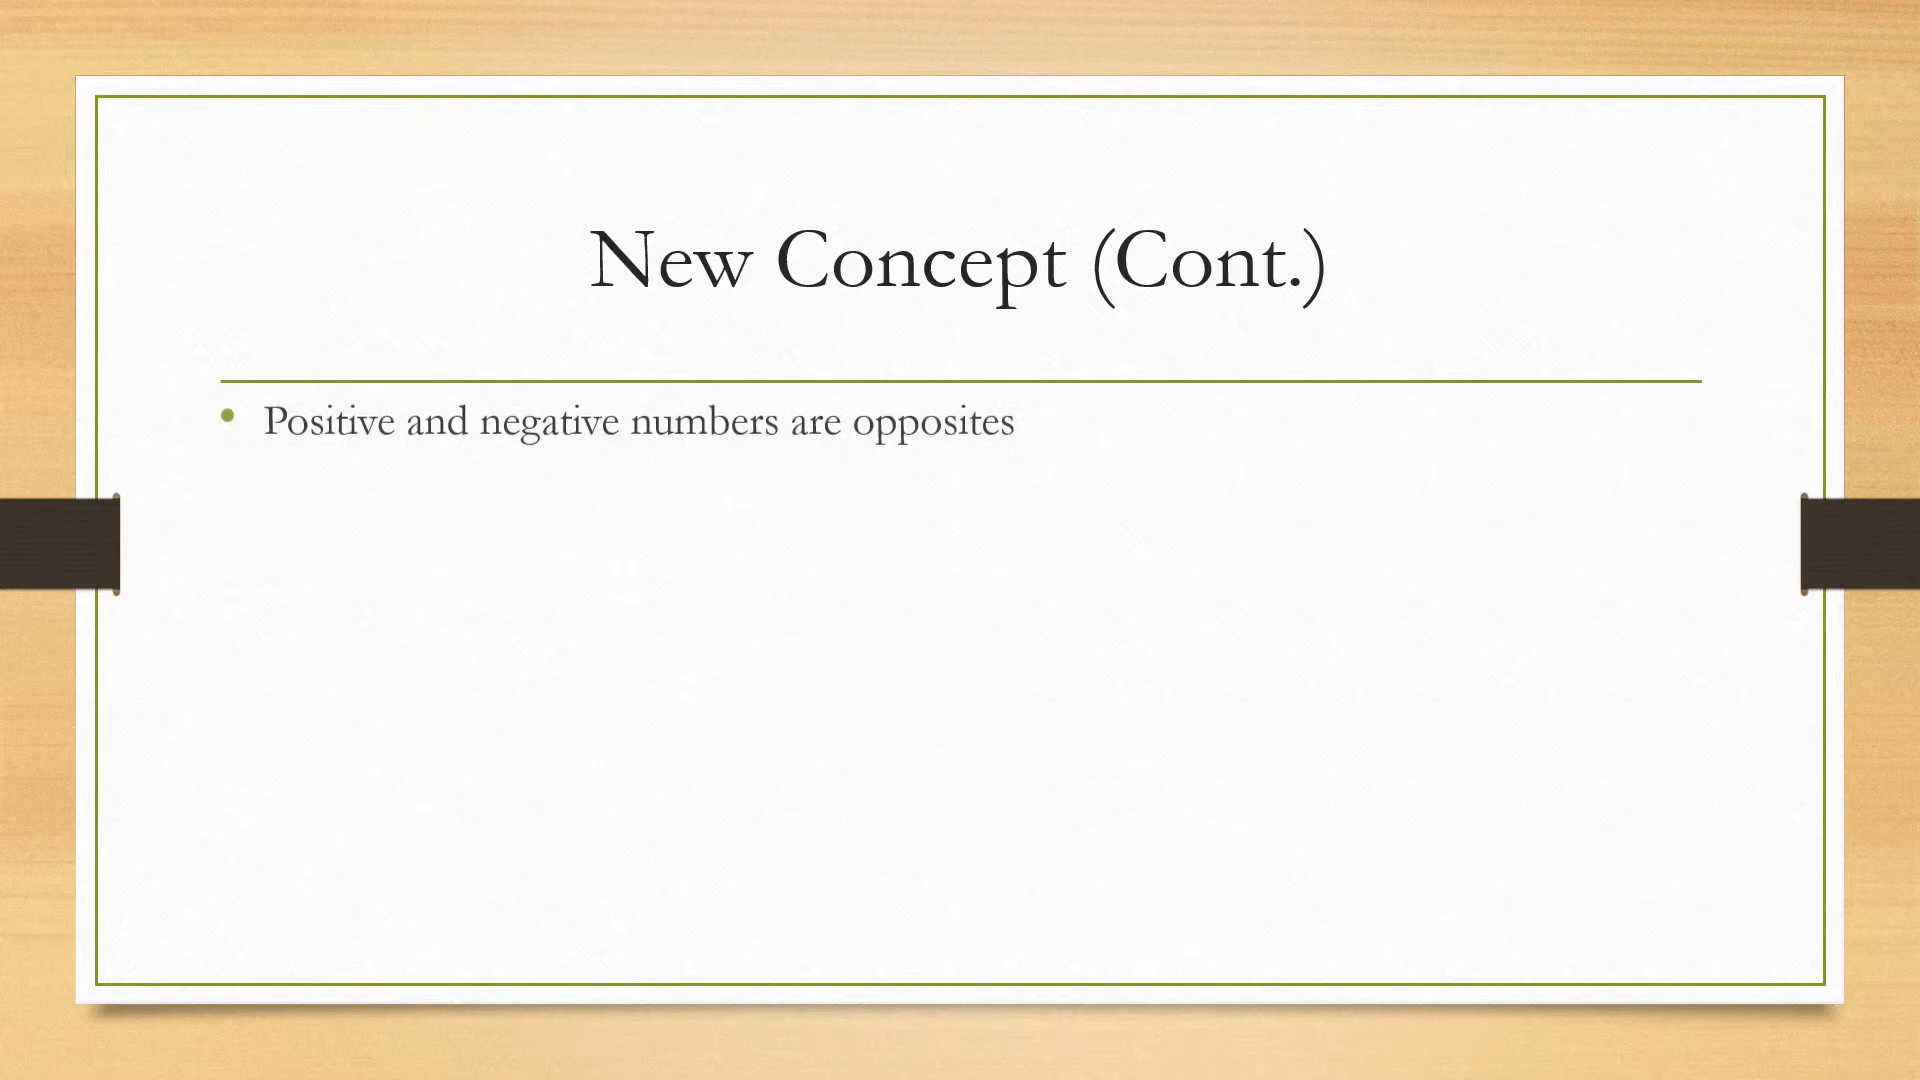 New Concept (Cont.)
• Positive and negative numbers are opposites